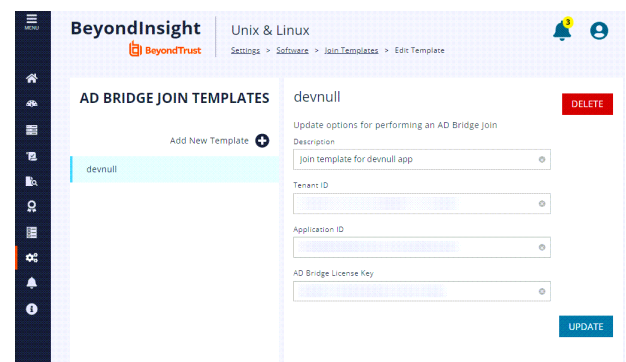 MENU
BeyondInsight
BeyondTrust
Unix & Linux
Settings > Software > Join Templates > Edit Template
3
AD BRIDGE JOIN TEMPLATES
Add New Template
devnull
devnull
DELETE
Update options for performing an AD Bridge join
Description
join template for devnull app
Tenant ID
Application ID
AD Bridge License Key
UPDATE